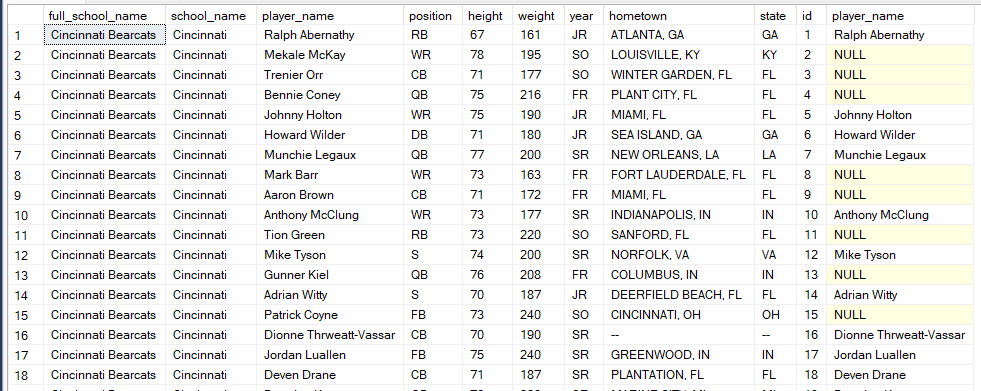 full_school_name school_name player_name position height weight year hometown state id player_name
1 Cincinnati Bearcats Cincinnati Ralph Abernathy RB 67 161 JR ATLANTA, GA GA 1 Ralph Abernathy
2 Cincinnati Bearcats Cincinnati Mekale McKay WR 78 195 SO LOUISVILLE, KY KY 2 NULL
3 Cincinnati Bearcats Cincinnati Trenier Orr CB 71 177 SO WINTER GARDEN, FL FL 3 NULL
4 Cincinnati Bearcats Cincinnati Bennie Coney QB 75 216 FR PLANT CITY, FL FL 4 NULL
5 Cincinnati Bearcats Cincinnati Johnny Holton WR 75 190 JR MIAMI, FL FL 5 Johnny Holton
6 Cincinnati Bearcats Cincinnati Howard Wilder DB 71 180 JR SEA ISLAND, GA GA 6 Howard Wilder
7 Cincinnati Bearcats Cincinnati Munchie Legaux QB 77 200 SR NEW ORLEANS, LA LA 7 Munchie Legaux
8 Cincinnati Bearcats Cincinnati Mark Barr WR 73 163 FR FORT LAUDERDALE, FL FL 8 NULL
9 Cincinnati Bearcats Cincinnati Aaron Brown CB 71 172 FR MIAMI, FL FL 9 NULL
10 Cincinnati Bearcats Cincinnati Anthony McClung WR 73 177 SR INDIANAPOLIS, IN IN 10 Anthony McClung
11 Cincinnati Bearcats Cincinnati Tion Green RB 73 220 SO SANFORD, FL FL 11 NULL
12 Cincinnati Bearcats Cincinnati Mike Tyson S 74 200 SR NORFOLK, VA VA 12 Mike Tyson
13 Cincinnati Bearcats Cincinnati Gunner Kiel QB 76 208 FR COLUMBUS, IN IN 13 NULL
14 Cincinnati Bearcats Cincinnati Adrian Witty S 70 187 JR DEERFIELD BEACH, FL FL 14 Adrian Witty
15 Cincinnati Bearcats Cincinnati Patrick Coyne FB 73 240 SO CINCINNATI, OH OH 15 NULL
16 Cincinnati Bearcats Cincinnati Dionne Thrweatt-Vassar CB 70 190 SR -- -- 16 Dionne Thrweatt-Vassar
17 Cincinnati Bearcats Cincinnati Jordan Luallen FB 75 240 SR GREENWOOD, IN IN 17 Jordan Luallen
18 Cincinnati Bearcats Cincinnati Deven Drane CB 71 187 SR PLANTATION, FL FL 18 Deven Drane